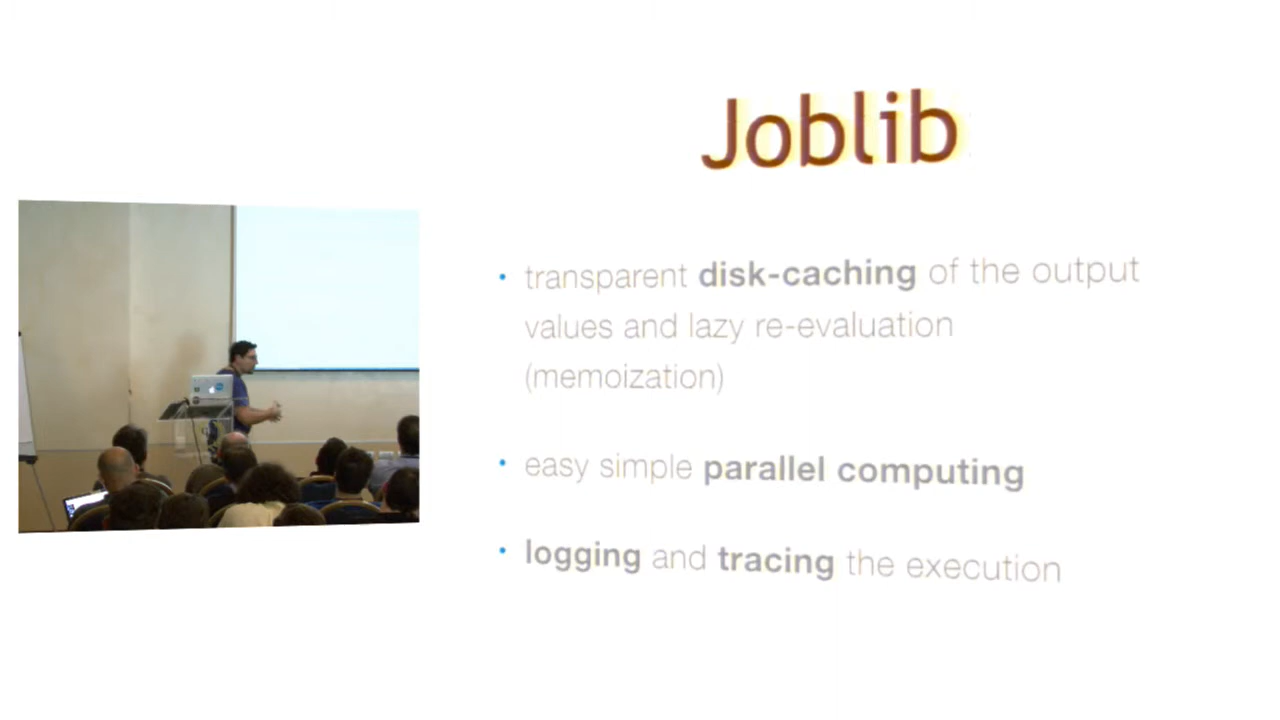 Joblib
• transparent disk-caching of the output
values and lazy re-evaluation
(memoization)
• easy simple parallel computing
• logging and tracing the execution